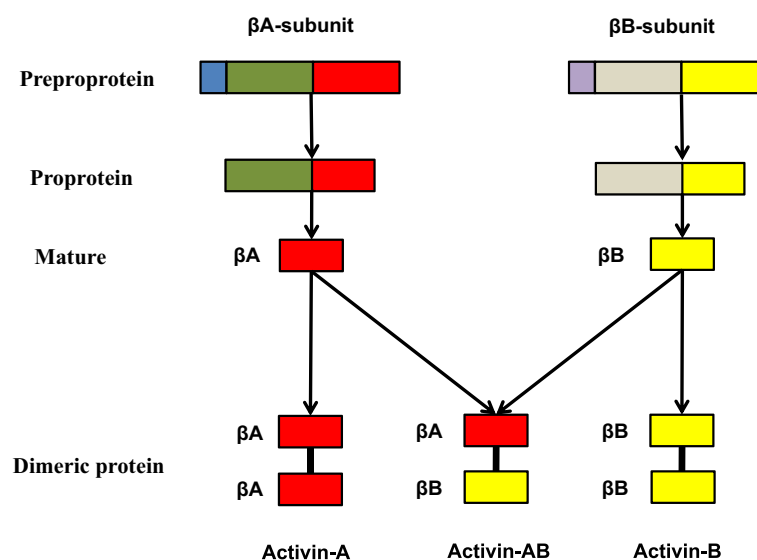 βA-subunit βB-subunit
Preproprotein
Proprotein
Mature βA βB
βA βA βB
Dimeric protein
βA βB βB
Activin-A Activin-AB Activin-B